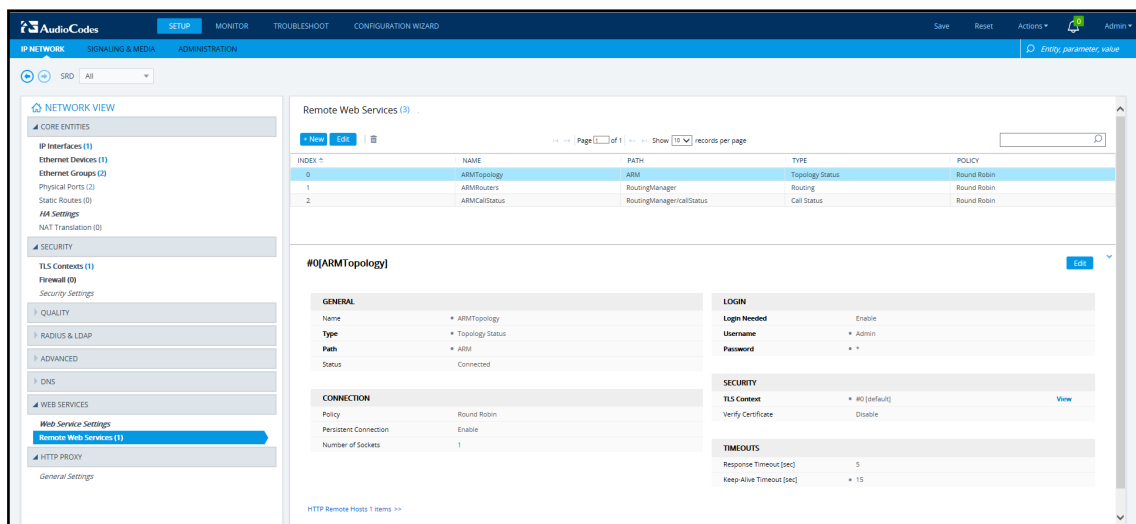 AudioCodes SETUP MONITOR TROUBLESHOOT CONFIGURATION WIZARD Save Reset Actions 0 Admin
IP NETWORK SIGNALING & MEDIA ADMINISTRATION Entity, parameter, value
SRD All
NETWORK VIEW
CORE ENTITIES
IP Interfaces (1)
Ethernet Devices (1)
Ethernet Groups (2)
Physical Ports (2)
Static Routes (0)
HA Settings
NAT Translation (0)
SECURITY
TLS Contexts (1)
Firewall (0)
Security Settings
QUALITY
RADIUS & LDAP
ADVANCED
DNS
WEB SERVICES
Web Service Settings
Remote Web Services (1)
HTTP PROXY
General Settings
Remote Web Services (3)
+ New Edit Page 1 of 1 Show 10 records per page
INDEX NAME PATH TYPE POLICY
0 ARMTopology ARM Topology Status Round Robin
1 ARMRouters RoutingManager Routing Round Robin
2 ARMCallStatus RoutingManager/callStatus Call Status Round Robin
#0[ARMTopology] Edit
GENERAL
Name ARMTopology
Type Topology Status
Path ARM
Status Connected
CONNECTION
Policy Round Robin
Persistent Connection Enable
Number of Sockets 1
LOGIN
Login Needed Enable
Username Admin
Password *
SECURITY
TLS Context #0 [default] View
Verify Certificate Disable
TIMEOUTS
Response Timeout [sec] 5
Keep-Alive Timeout [sec] 15
HTTP Remote Hosts 1 items >>